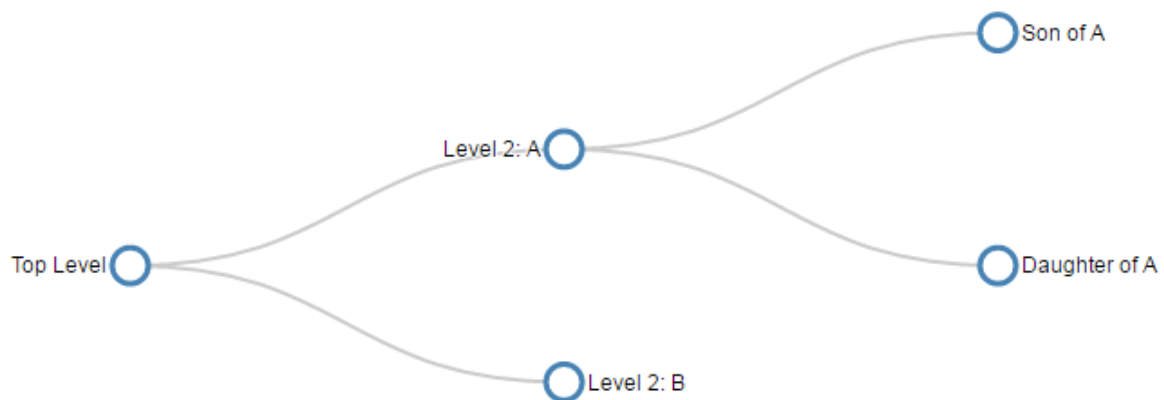 Son of A
Level 2: A
Top Level
Daughter of A
Level 2: B